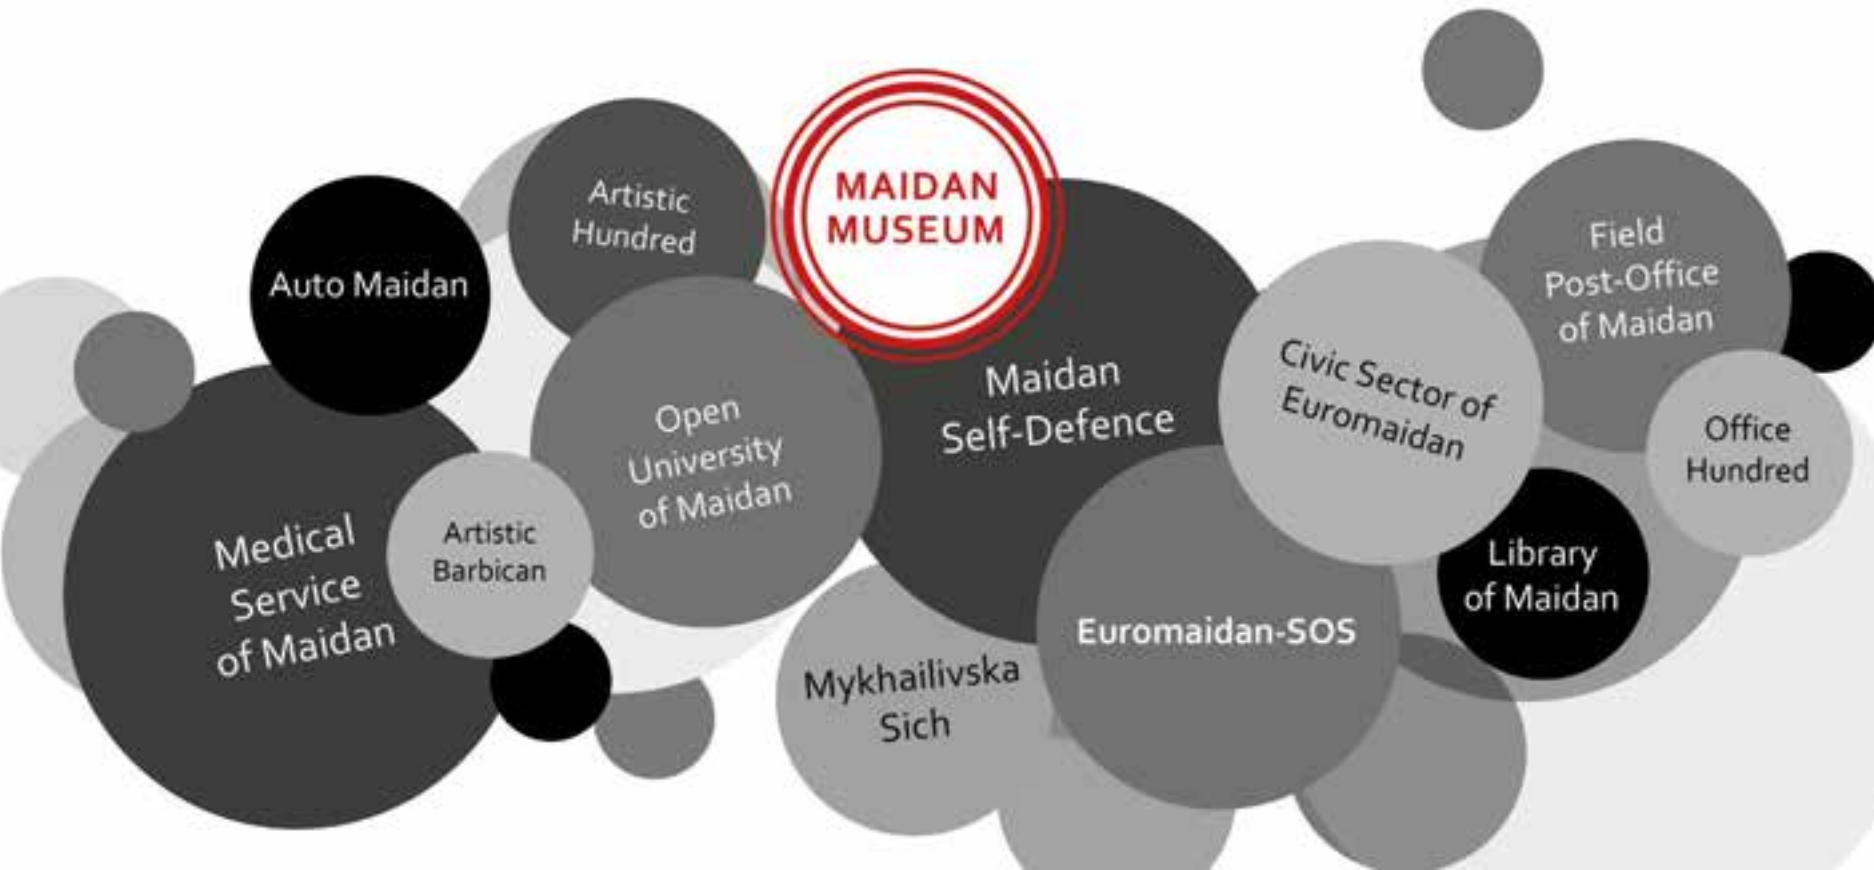 MAIDAN
MUSEUM
Artistic
Hundred
Auto Maidan
Field
Post-Office
of Maidan
Maidan
Self-Defence
Civic Sector of
Euromaidan
Open
University
of Maidan
Office
Hundred
Medical
Service
of Maidan
Artistic
Barbican
Library
of Maidan
Euromaidan-SOS
Mykhailivska
Sich